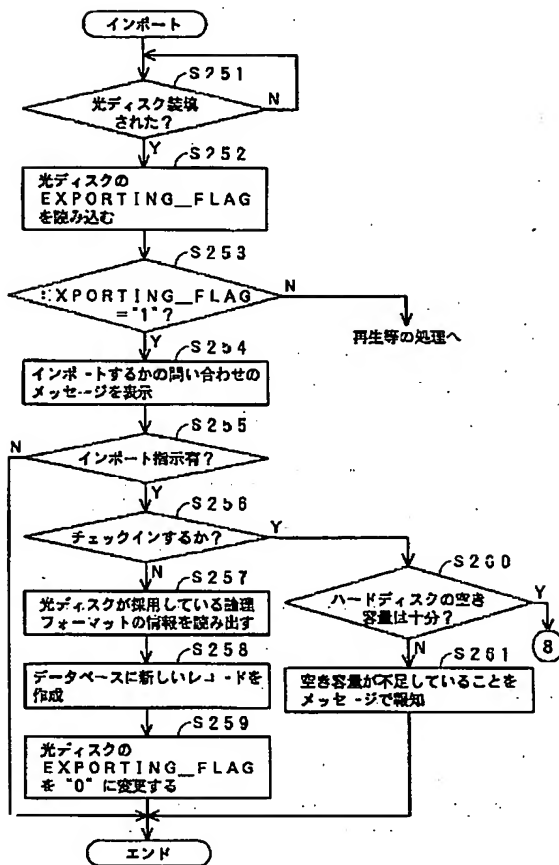 インポート
S251
光ディスク装填
された?
N
Y
S252
光ディスクの
EXPORTING_FLAG
を読み込む
S253
XPORTING_FLAG
="1"?
N
Y
再生等の処理へ
S254
インポートするかの問い合わせの
メッセージを表示
S255
N
インポート指示有?
Y
S256
チェックインするか?
Y
N
S257
光ディスクが採用している論理
フォーマットの情報を読み出す
S258
データベースに新しいレコードを
作成
S259
光ディスクの
EXPORTING_FLAG
を "0" に変更する
S260
ハードディスクの空き
容量は十分?
Y
8
N
S261
空き容量が不足していることを
メッセージで報知
エンド